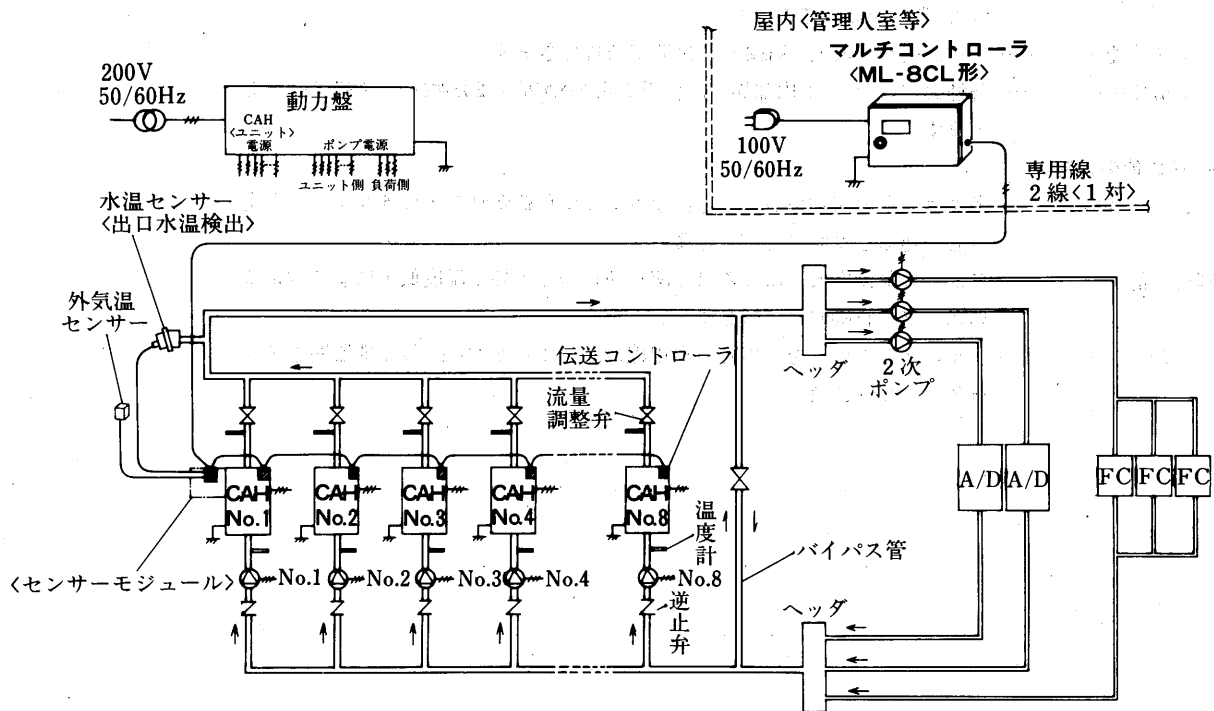 屋内<管理人室等>
マルチコントローラ
<ML-8CL形>
200V
50/60Hz
動力盤
CAH
<ユニット>
電源
ポンプ電源
ユニット側
負荷側
100V
50/60Hz
専用線
2線<1対>
水温センサー
<出口水温検出>
外気温
センサー
伝送コントローラ
流量
調整弁
ヘッダ
2次
ポンプ
CAH
No.1
CAH
No.2
CAH
No.3
CAH
No.4
CAH
No.8
A/D
A/D
FC
FC
FC
温度計
バイパス管
<センサーモジュール>
No.1
No.2
No.3
No.4
No.8
逆止弁
ヘッダ